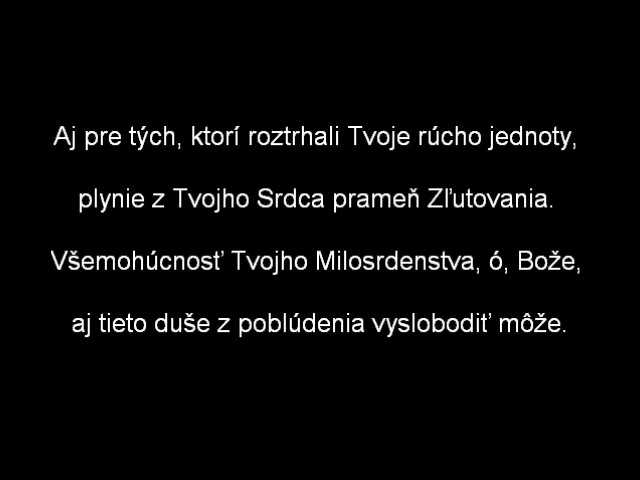 Aj pre tých, ktorí roztrhali Tvoje rúcho jednoty,
plynie z Tvojho Srdca prameň Zľutovania.
Všemohúcnosť Tvojho Milosrdenstva, ó, Bože,
aj tieto duše z poblúdenia vyslobodiť môže.